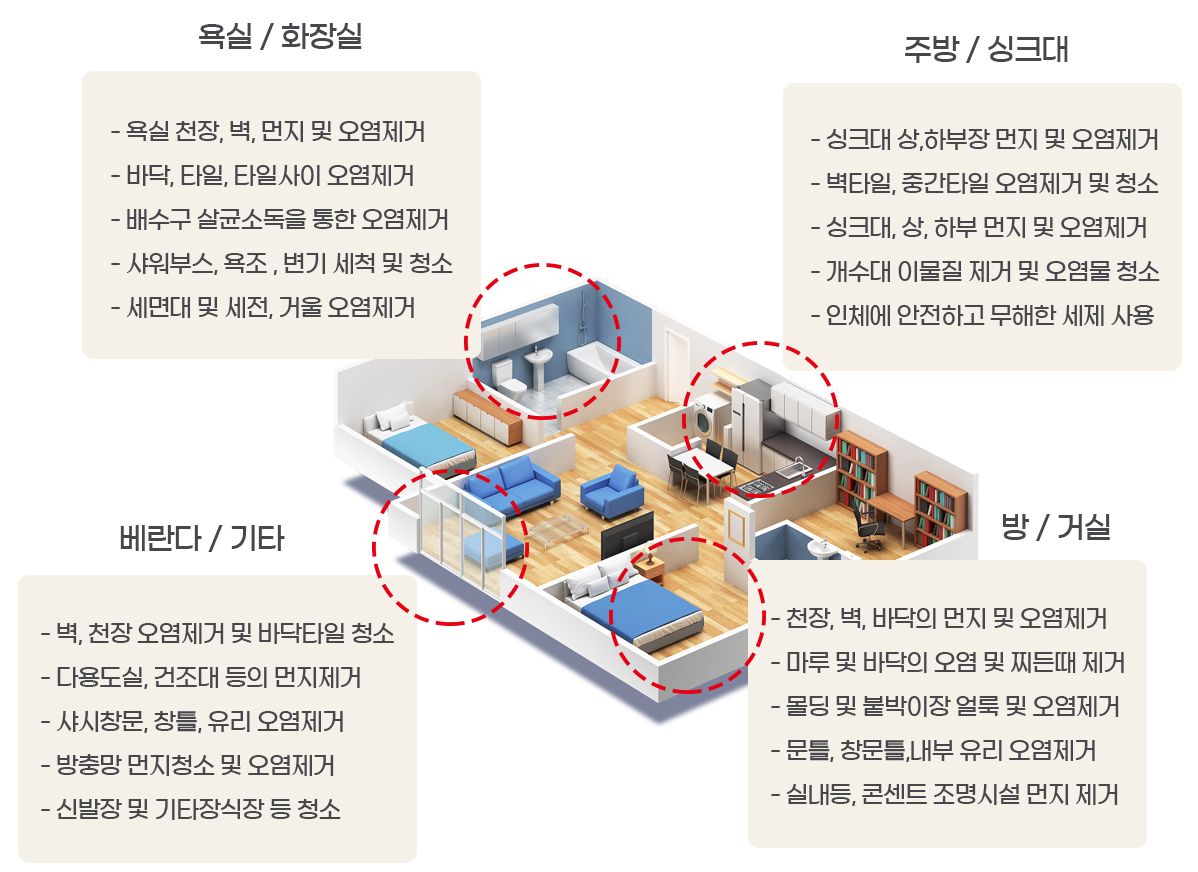 욕실 / 화장실
- 욕실 천장, 벽, 먼지 및 오염제거
- 바닥, 타일, 타일사이 오염제거
- 배수구 살균소독을 통한 오염제거
- 샤워부스, 욕조 , 변기 세척 및 청소
- 세면대 및 세전, 거울 오염제거
주방 / 싱크대
- 싱크대 상,하부장 먼지 및 오염제거
- 벽타일, 중간타일 오염제거 및 청소
- 싱크대, 상, 하부 먼지 및 오염제거
- 개수대 이물질 제거 및 오염물 청소
- 인체에 안전하고 무해한 세제 사용
베란다 / 기타
- 벽, 천장 오염제거 및 바닥타일 청소
- 다용도실, 건조대 등의 먼지제거
- 샤시창문, 창틀, 유리 오염제거
- 방충망 먼지청소 및 오염제거
- 신발장 및 기타장식장 등 청소
방 / 거실
- 천장, 벽, 바닥의 먼지 및 오염제거
- 마루 및 바닥의 오염 및 찌든때 제거
- 몰딩 및 붙박이장 얼룩 및 오염제거
- 문틀, 창문틀,내부 유리 오염제거
- 실내등, 콘센트 조명시설 먼지 제거